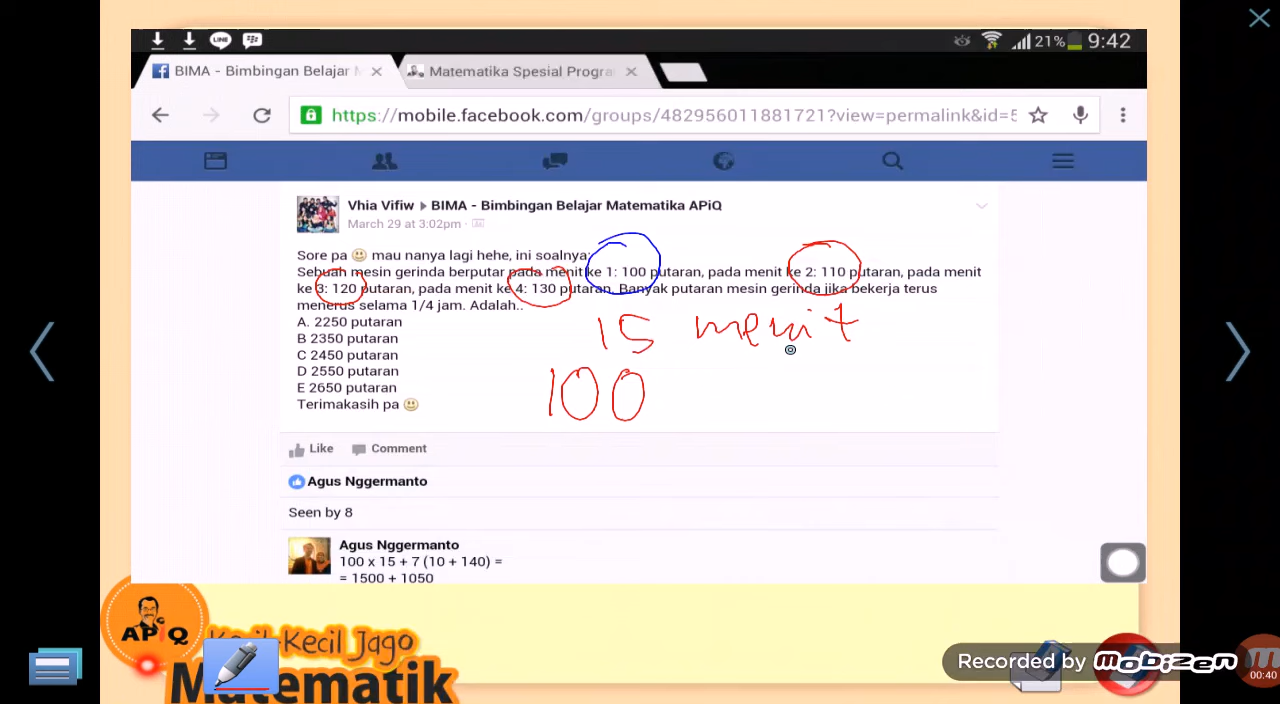 21% 9:42
BIMA - Bimbingan Belajar M
Matematika Spesial Progra
https://mobile.facebook.com/groups/482956011881721?view=permalink&id=5
Vhia Vifiw ▸ BIMA - Bimbingan Belajar Matematika APiQ
March 29 at 3:02pm ·
Sore pa 😃 mau nanya lagi hehe, ini soalnya:
Sebuah mesin gerinda berputar pada menit ke 1: 100 putaran, pada menit ke 2: 110 putaran, pada menit
ke 3: 120 putaran, pada menit ke 4: 130 putaran. Banyak putaran mesin gerinda jika bekerja terus
menerus selama 1/4 jam. Adalah..
A. 2250 putaran
B 2350 putaran
C 2450 putaran
D 2550 putaran
E 2650 putaran
Terimakasih pa 😃
15 menit
100
Like Comment
Agus Nggermanto
Seen by 8
Agus Nggermanto
100 x 15 + 7 (10 + 140) =
= 1500 + 1050
APiQ
Kecil-Kecil Jago
Matematik
Recorded by Mobizen
00:40
LINE